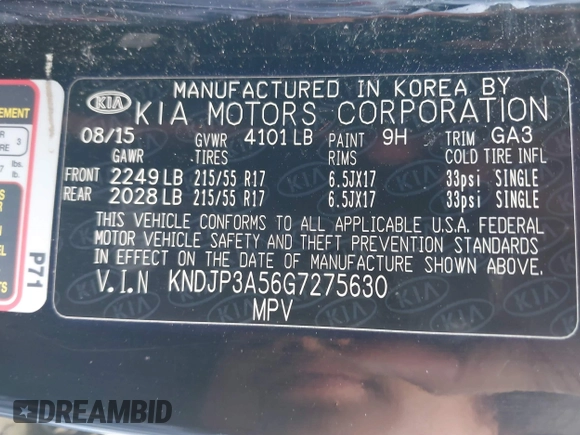 MANUFACTURED IN KOREA BY
KIA KIA MOTORS CORPORATION
08/15 GVWR 4101 LB PAINT 9H TRIM GA3
GAWR TIRES RIMS COLD TIRE INFL
FRONT 2249 LB 215/55 R17 6.5JX17 33psi SINGLE
REAR 2028 LB 215/55 R17 6.5JX17 33psi SINGLE
THIS VEHICLE CONFORMS TO ALL APPLICABLE U.S.A. FEDERAL
MOTOR VEHICLE SAFETY AND THEFT PREVENTION STANDARDS
IN EFFECT ON THE DATE OF MANUFACTURE SHOWN ABOVE.
V.I.N KNDJP3A56G7275630
MPV
P71
DREAMBID